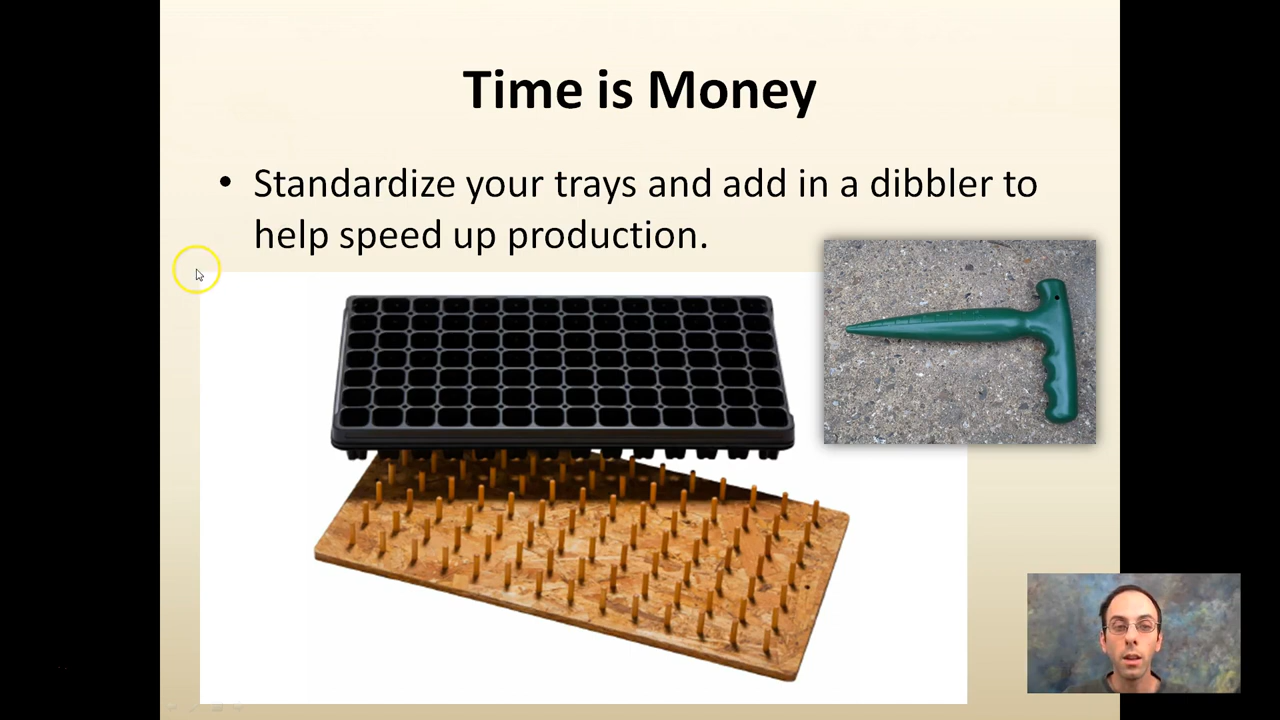 Time is Money
• Standardize your trays and add in a dibbler to
help speed up production.